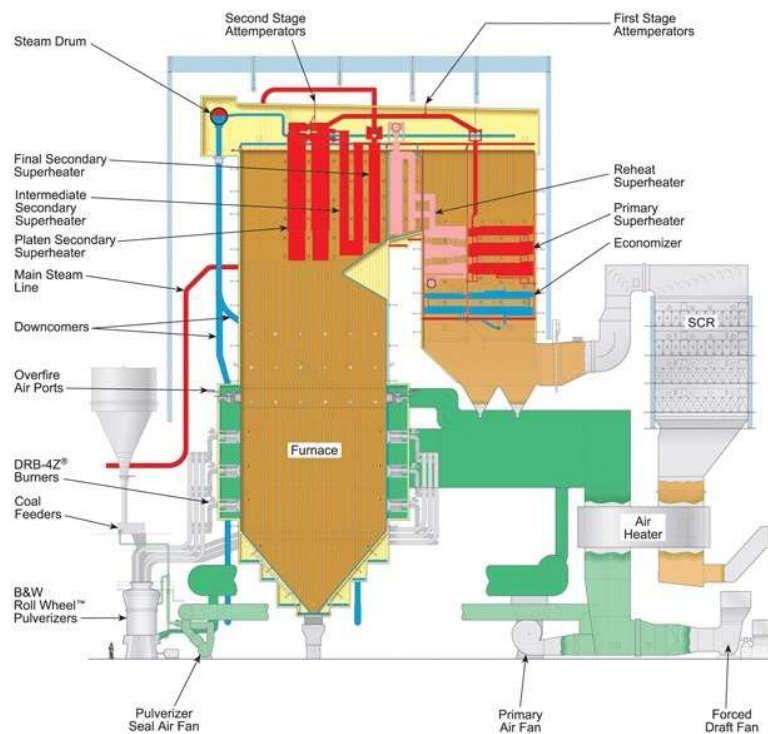 Second Stage
Attemperators
First Stage
Attemperators
Steam Drum
Final Secondary
Superheater
Intermediate
Secondary
Superheater
Platen Secondary
Superheater
Main Steam
Line
Downcomers
Overfire
Air Ports
DRB-4Z®
Burners
Coal
Feeders
B&W
Roll Wheel™
Pulverizers
Reheat
Superheater
Primary
Superheater
Economizer
SCR
Furnace
Air
Heater
Pulverizer
Seal Air Fan
Primary
Air Fan
Forced
Draft Fan